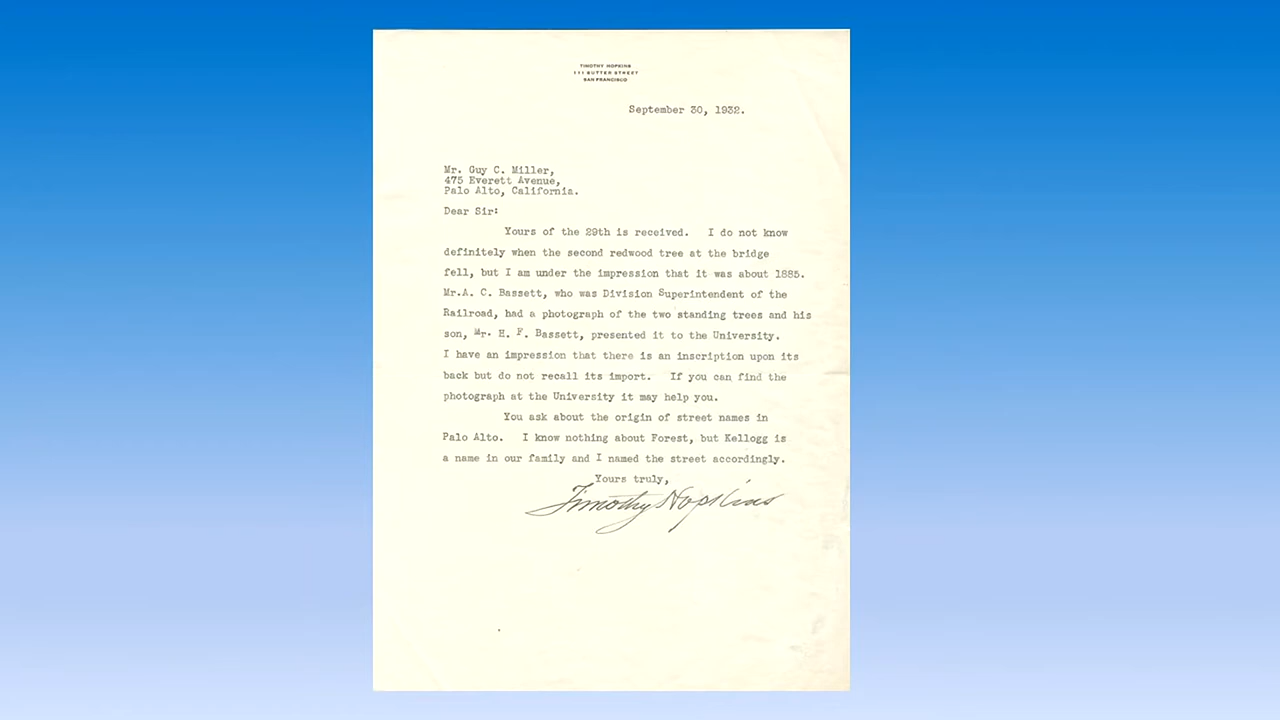 TIMOTHY HOPKINS
111 SUTTER STREET
SAN FRANCISCO
September 30, 1932.
Mr. Guy C. Miller,
475 Everett Avenue,
Palo Alto, California.
Dear Sir:
Yours of the 29th is received. I do not know
definitely when the second redwood tree at the bridge
fell, but I am under the impression that it was about 1885.
Mr.A. C. Bassett, who was Division Superintendent of the
Railroad, had a photograph of the two standing trees and his
son, Mr. H. F. Bassett, presented it to the University.
I have an impression that there is an inscription upon its
back but do not recall its import. If you can find the
photograph at the University it may help you.
You ask about the origin of street names in
Palo Alto. I know nothing about Forest, but Kellogg is
a name in our family and I named the street accordingly.
Yours truly,
Timothy Hopkins